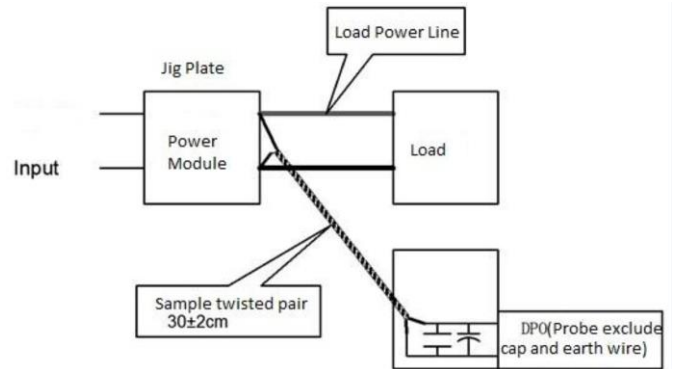 Load Power Line
Jig Plate
Power
Module
Load
Input
Sample twisted pair
30±2cm
DPO(Probe exclude
cap and earth wire)